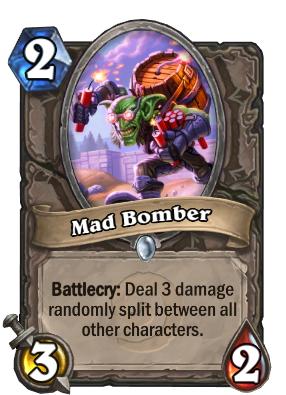 2
Mad Bomber
Battlecry: Deal 3 damage
randomly split between all
other characters.
3
2